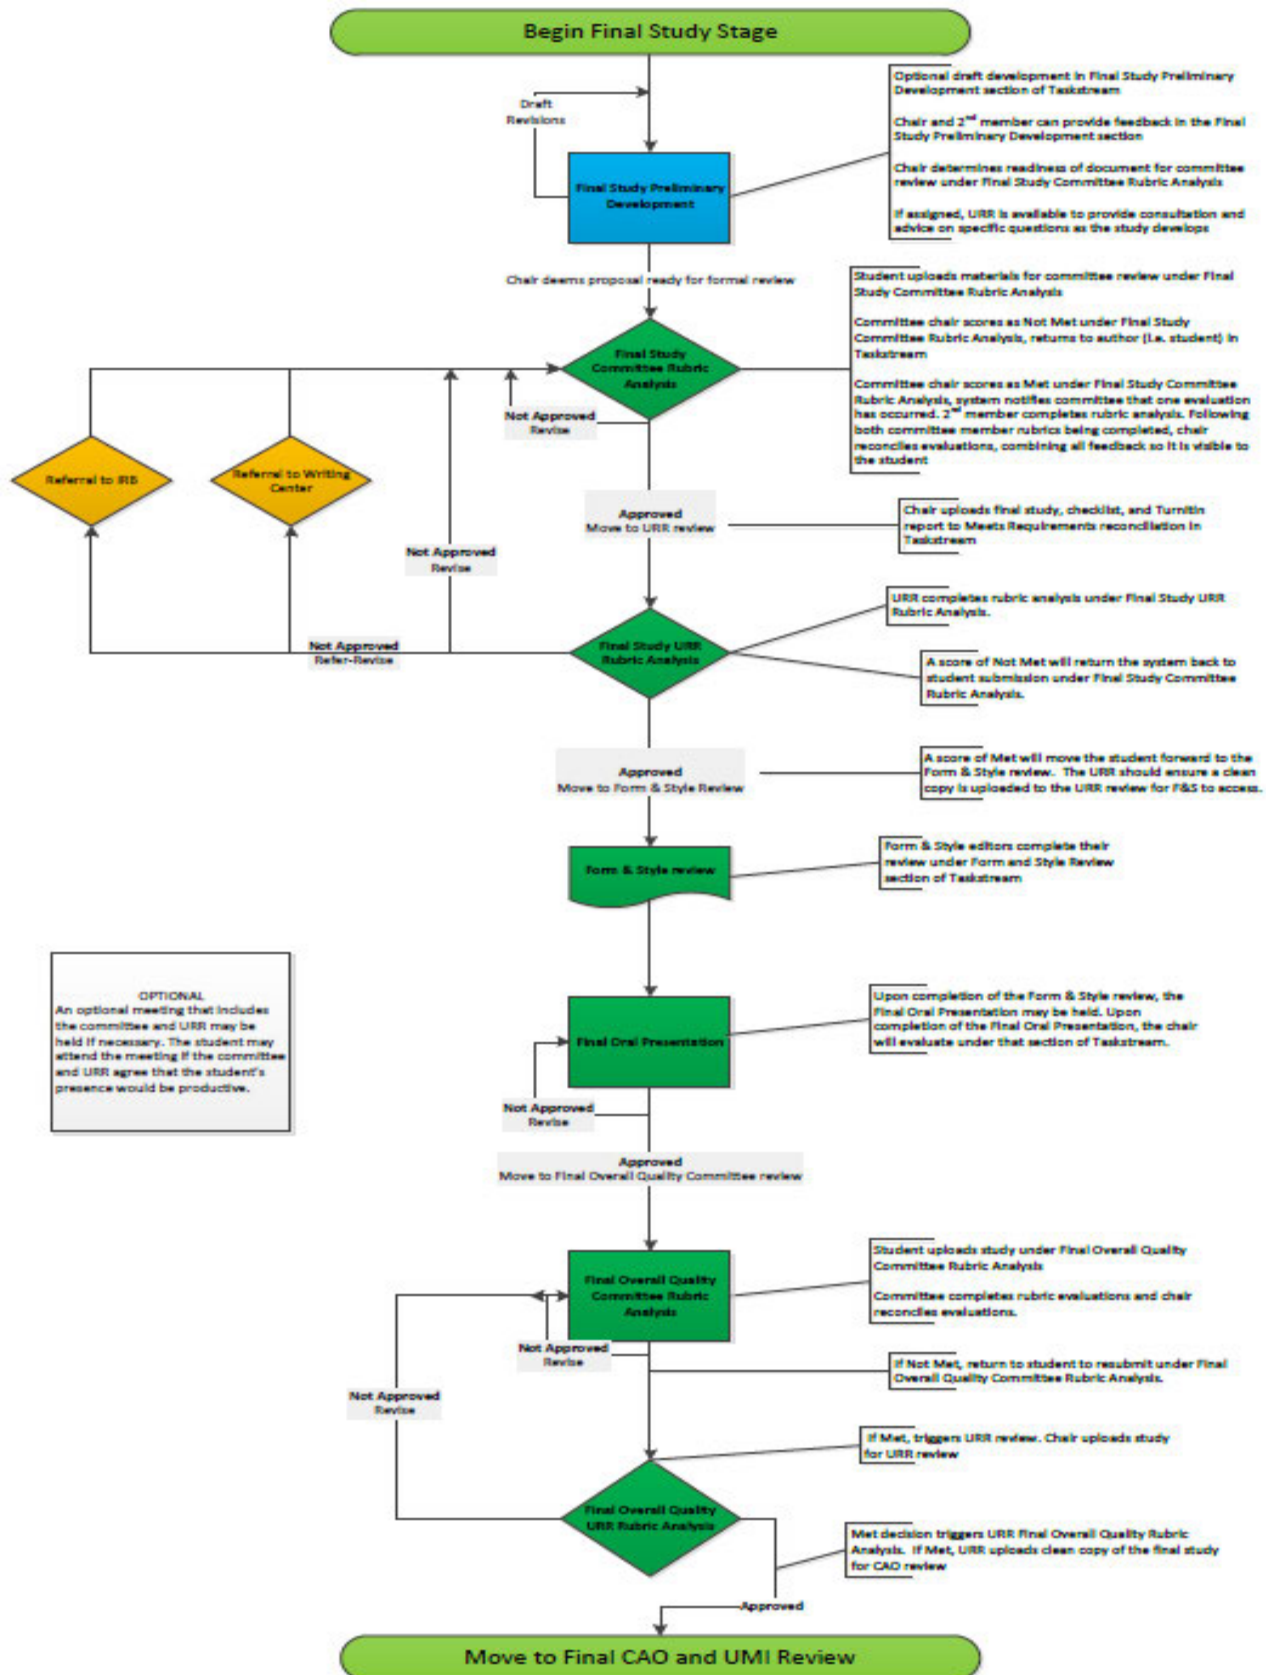 Begin Final Study Stage
Draft
Revisions
Optional draft development in Final Study Preliminary
Development section of Taskstream
Chair and 2nd member can provide feedback in the Final
Study Preliminary Development section
Chair determines readiness of document for committee
review under Final Study Committee Rubric Analysis
If assigned, URR is available to provide consultation and
advice on specific questions as the study develops
Final Study Preliminary
Development
Chair deems proposal ready for formal review
Student uploads materials for committee review under Final
Study Committee Rubric Analysis
Committee chair scores as Not Met under Final Study
Committee Rubric Analysis, returns to author (i.e. student) in
Taskstream
Committee chair scores as Met under Final Study Committee
Rubric Analysis, system notifies committee that one evaluation
has occurred. 2nd member completes rubric analysis. Following
both committee member rubrics being completed, chair
reconciles evaluations, combining all feedback so it is visible to
the student
Final Study
Committee Rubric
Analysis
Not Approved
Revise
Referral to IRB
Referral to Writing
Center
Approved
Move to URR review
Chair uploads final study, checklist, and Turnitin
report to Meets Requirements reconciliation in
Taskstream
Not Approved
Revise
URR completes rubric analysis under Final Study URR
Rubric Analysis.
Not Approved
Refer-Revise
Final Study URR
Rubric Analysis
A score of Not Met will return the system back to
student submission under Final Study Committee
Rubric Analysis.
Approved
Move to Form & Style Review
A score of Met will move the student forward to the
Form & Style review. The URR should ensure a clean
copy is uploaded to the URR review for F&S to access.
Form & Style review
Form & Style editors complete their
review under Form and Style Review
section of Taskstream
OPTIONAL
An optional meeting that includes
the committee and URR may be
held if necessary. The student may
attend the meeting if the committee
and URR agree that the student's
presence would be productive.
Final Oral Presentation
Upon completion of the Form & Style review, the
Final Oral Presentation may be held. Upon
completion of the Final Oral Presentation, the chair
will evaluate under that section of Taskstream.
Not Approved
Revise
Approved
Move to Final Overall Quality Committee review
Final Overall Quality
Committee Rubric
Analysis
Student uploads study under Final Overall Quality
Committee Rubric Analysis
Committee completes rubric evaluations and chair
reconciles evaluations.
Not Approved
Revise
If Not Met, return to student to resubmit under Final
Overall Quality Committee Rubric Analysis.
Not Approved
Revise
If Met, triggers URR review. Chair uploads study
for URR review
Final Overall Quality
URR Rubric Analysis
Met decision triggers URR Final Overall Quality Rubric
Analysis. If Met, URR uploads clean copy of the final study
for CAO review
Approved
Move to Final CAO and UMI Review